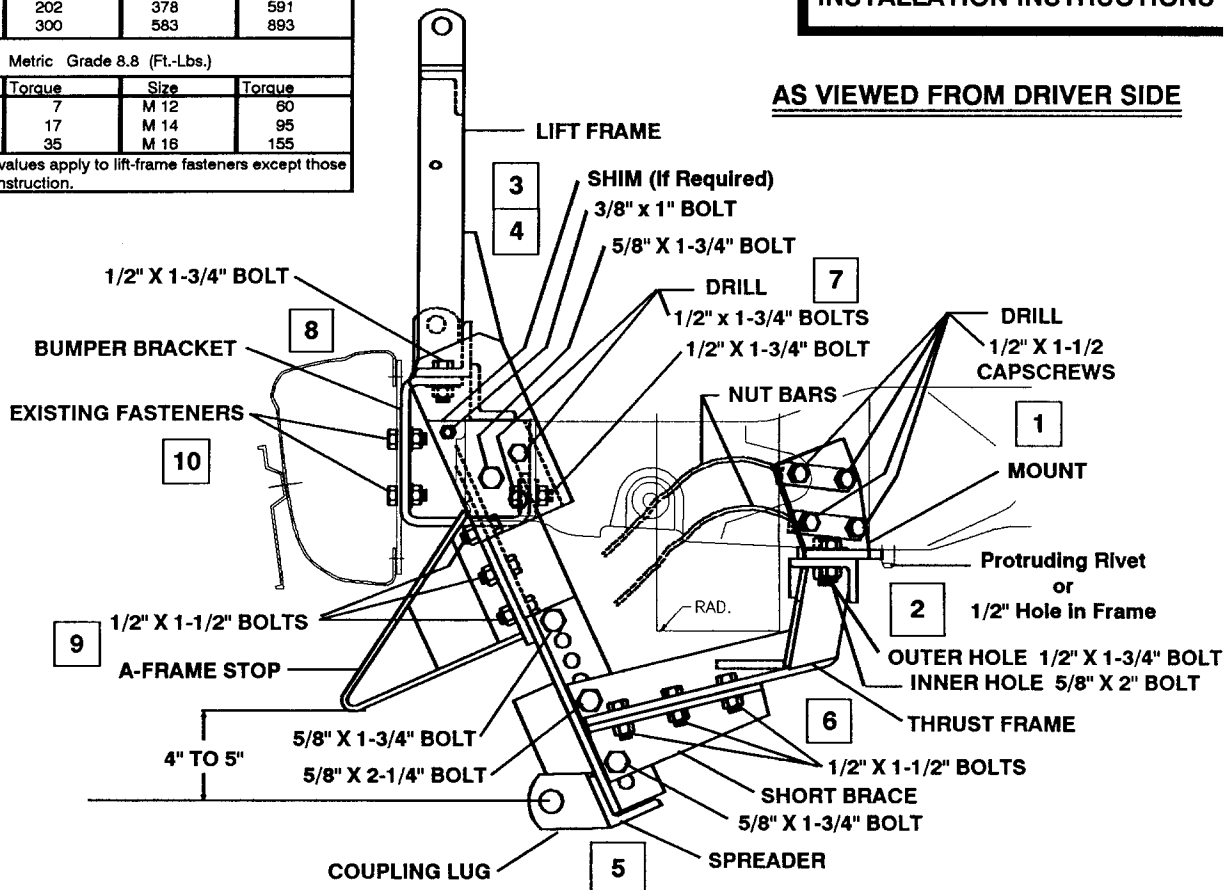 202 378 591
300 583 893
Metric Grade 8.8 (Ft.-Lbs.)
Torque Size Torque
7 M 12 60
17 M 14 95
35 M 16 155
values apply to lift-frame fasteners except those
nstruction.
INSTALLATION INSTRUCTIONS
AS VIEWED FROM DRIVER SIDE
LIFT FRAME
3
4
SHIM (If Required)
3/8" x 1" BOLT
5/8" X 1-3/4" BOLT
1/2" X 1-3/4" BOLT
DRILL
7
1/2" x 1-3/4" BOLTS
1/2" X 1-3/4" BOLT
8
DRILL
1/2" X 1-1/2
CAPSCREWS
BUMPER BRACKET
NUT BARS
EXISTING FASTENERS
10
1
MOUNT
Protruding Rivet
or
1/2" Hole in Frame
2
RAD.
9
1/2" X 1-1/2" BOLTS
A-FRAME STOP
OUTER HOLE 1/2" X 1-3/4" BOLT
INNER HOLE 5/8" X 2" BOLT
6
THRUST FRAME
5/8" X 1-3/4" BOLT
4" TO 5"
5/8" X 2-1/4" BOLT
1/2" X 1-1/2" BOLTS
SHORT BRACE
5/8" X 1-3/4" BOLT
SPREADER
COUPLING LUG
5